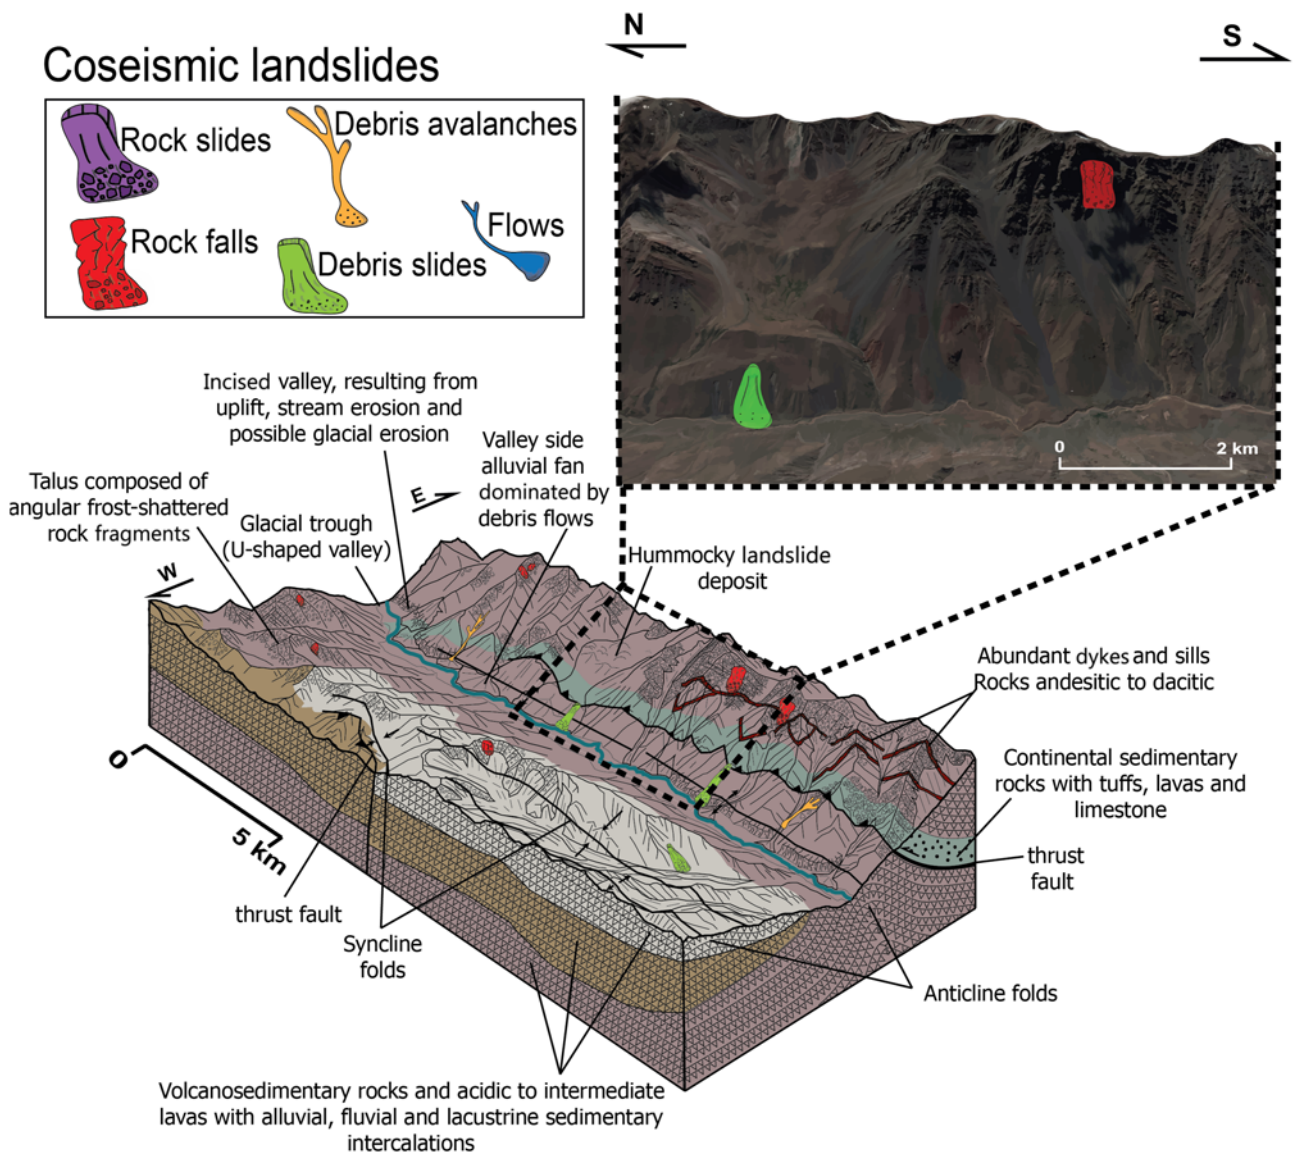 N
S
Coseismic landslides
Rock slides
Debris avalanches
Rock falls
Debris slides
Flows
0
2 km
Incised valley, resulting from
uplift, stream erosion and
possible glacial erosion
Valley side
alluvial fan
dominated by
debris flows
Talus composed of
angular frost-shattered
rock fragments
Glacial trough
(U-shaped valley)
E
W
Hummocky landslide
deposit
Abundant dykes and sills
Rocks andesitic to dacitic
Continental sedimentary
rocks with tuffs, lavas and
limestone
thrust
fault
0
5 km
thrust fault
Syncline
folds
Anticline folds
Volcanosedimentary rocks and acidic to intermediate
lavas with alluvial, fluvial and lacustrine sedimentary
intercalations